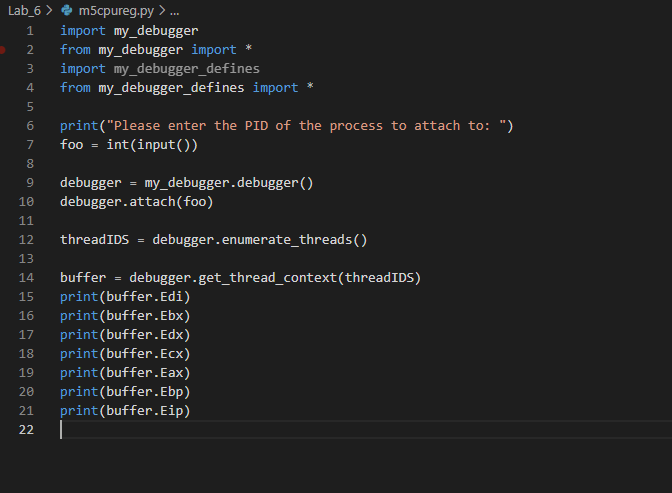 Lab_6 > m5cpureg.py > ...
1 import my_debugger
2 from my_debugger import *
3 import my_debugger_defines
4 from my_debugger_defines import *
5
6 print("Please enter the PID of the process to attach to: ")
7 foo = int(input())
8
9 debugger = my_debugger.debugger()
10 debugger.attach(foo)
11
12 threadIDS = debugger.enumerate_threads()
13
14 buffer = debugger.get_thread_context(threadIDS)
15 print(buffer.Edi)
16 print(buffer.Ebx)
17 print(buffer.Edx)
18 print(buffer.Ecx)
19 print(buffer.Eax)
20 print(buffer.Ebp)
21 print(buffer.Eip)
22